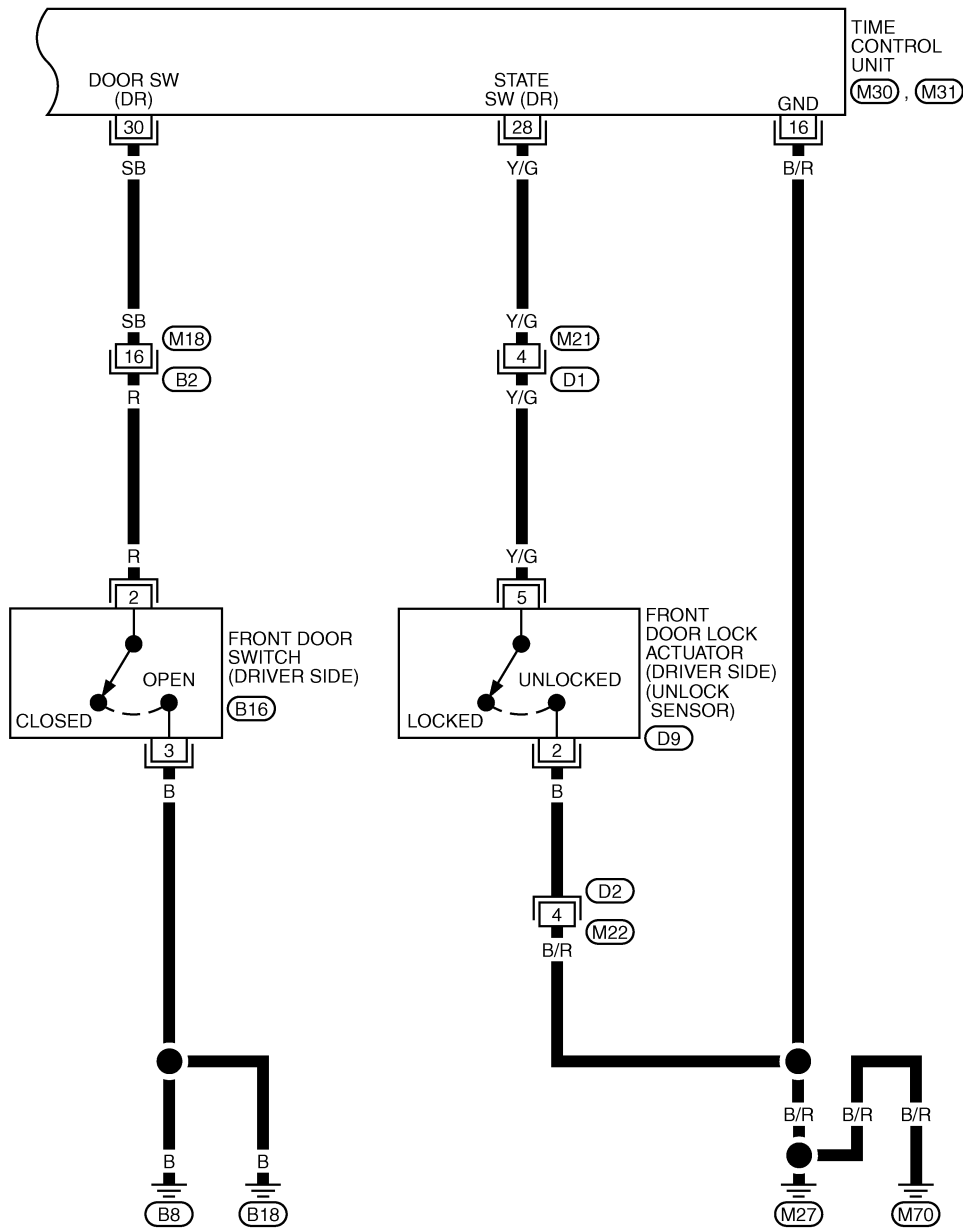 TIME
CONTROL
UNIT
M30 , M31
DOOR SW
(DR)
STATE
SW (DR)
GND
30
28
16
SB
Y/G
B/R
SB
Y/G
M18
M21
16
4
B2
D1
R
Y/G
R
Y/G
2
5
FRONT DOOR
SWITCH
(DRIVER SIDE)
B16
OPEN
CLOSED
FRONT
DOOR LOCK
ACTUATOR
(DRIVER SIDE)
(UNLOCK
SENSOR)
D9
UNLOCKED
LOCKED
3
2
B
B
D2
4
M22
B/R
B/R
B/R
B/R
B
B
B8
B18
M27
M70